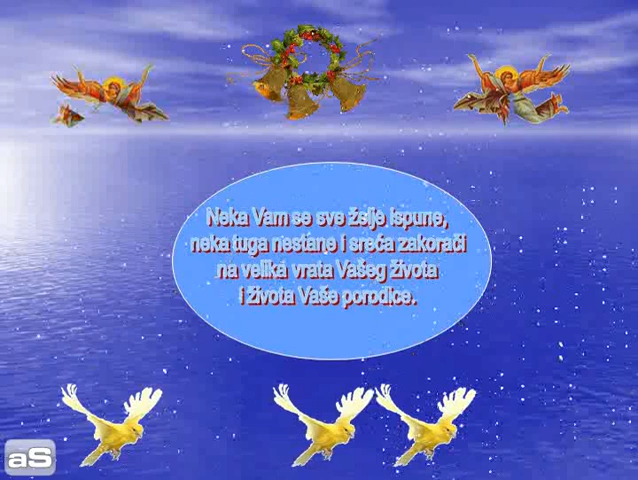 Neka Vam se sve želje ispune,
neka tuga nestane i sreća zakorači
na velika vrata Vašeg života
i života Vaše porodice.
aS